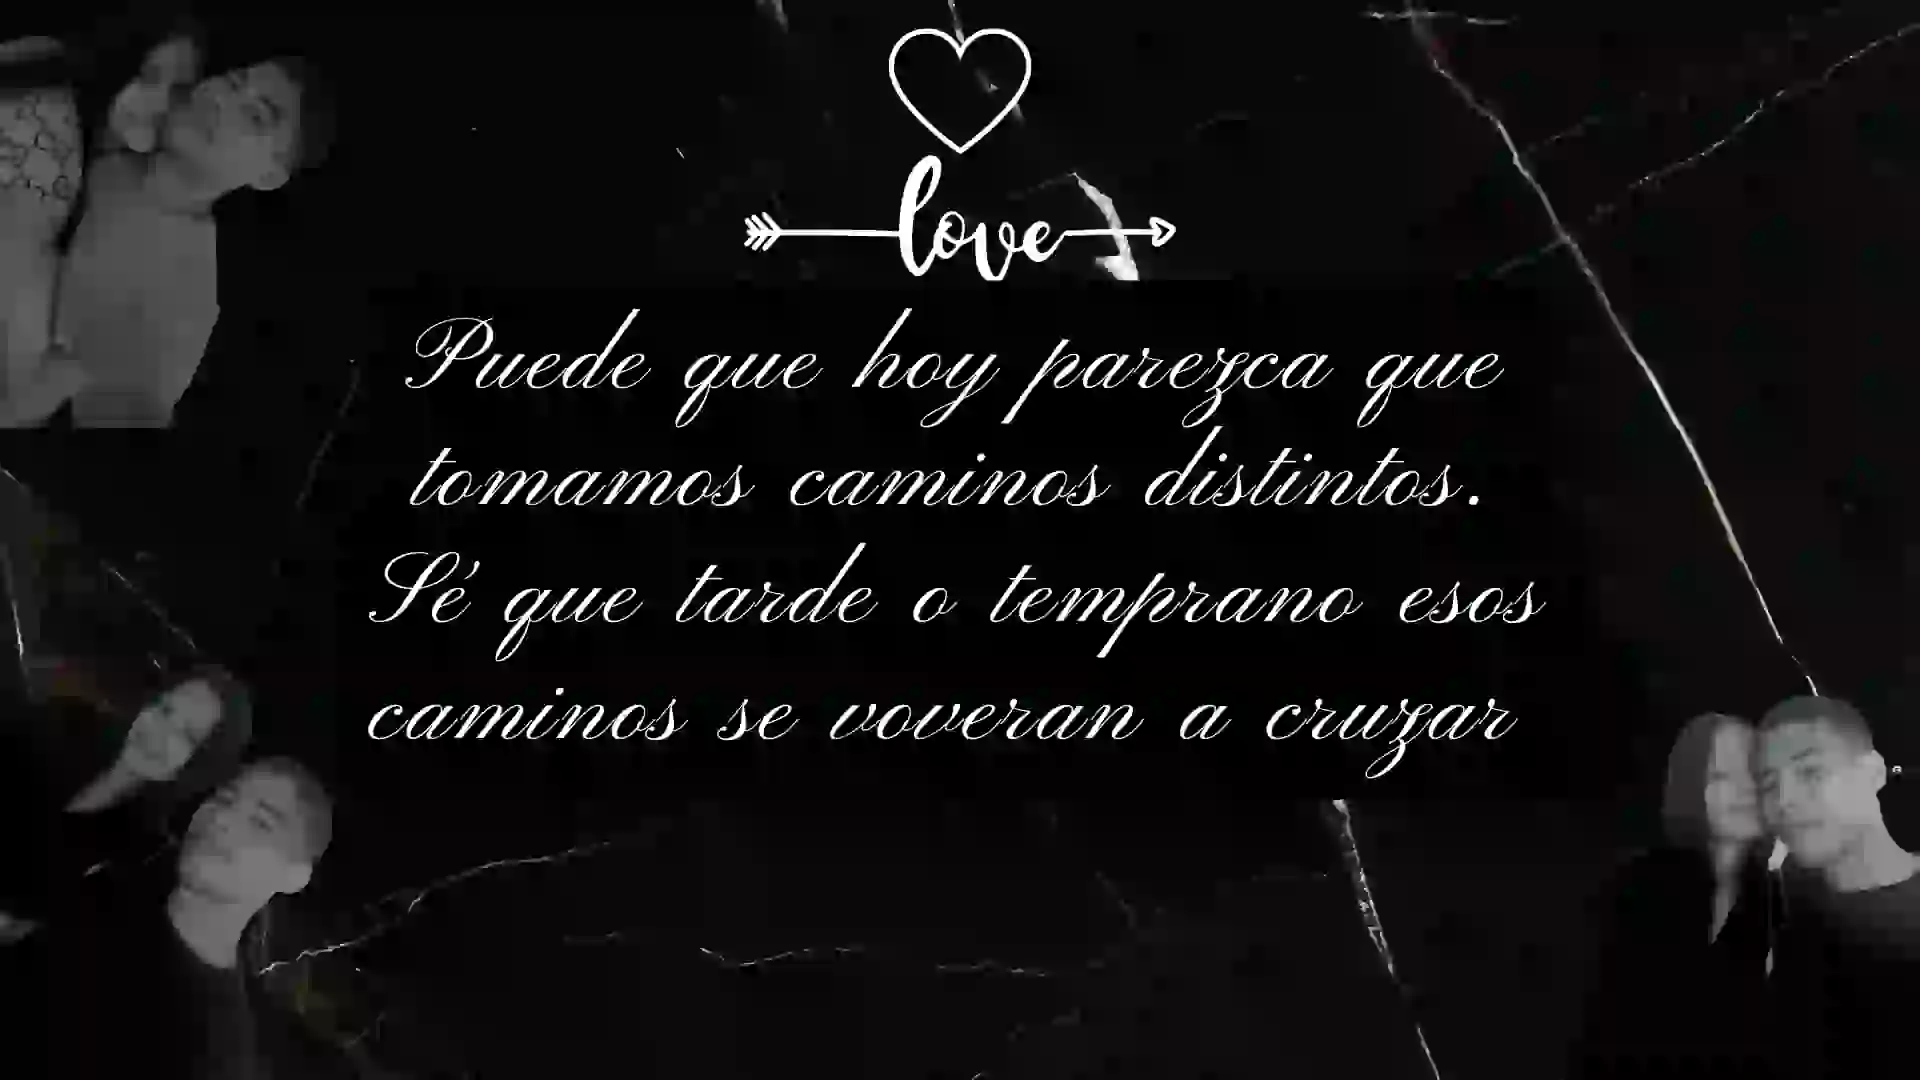 love
Puede que hoy parezca que
tomamos caminos distintos.
Sé que tarde o temprano esos
caminos se voveran a cruzar